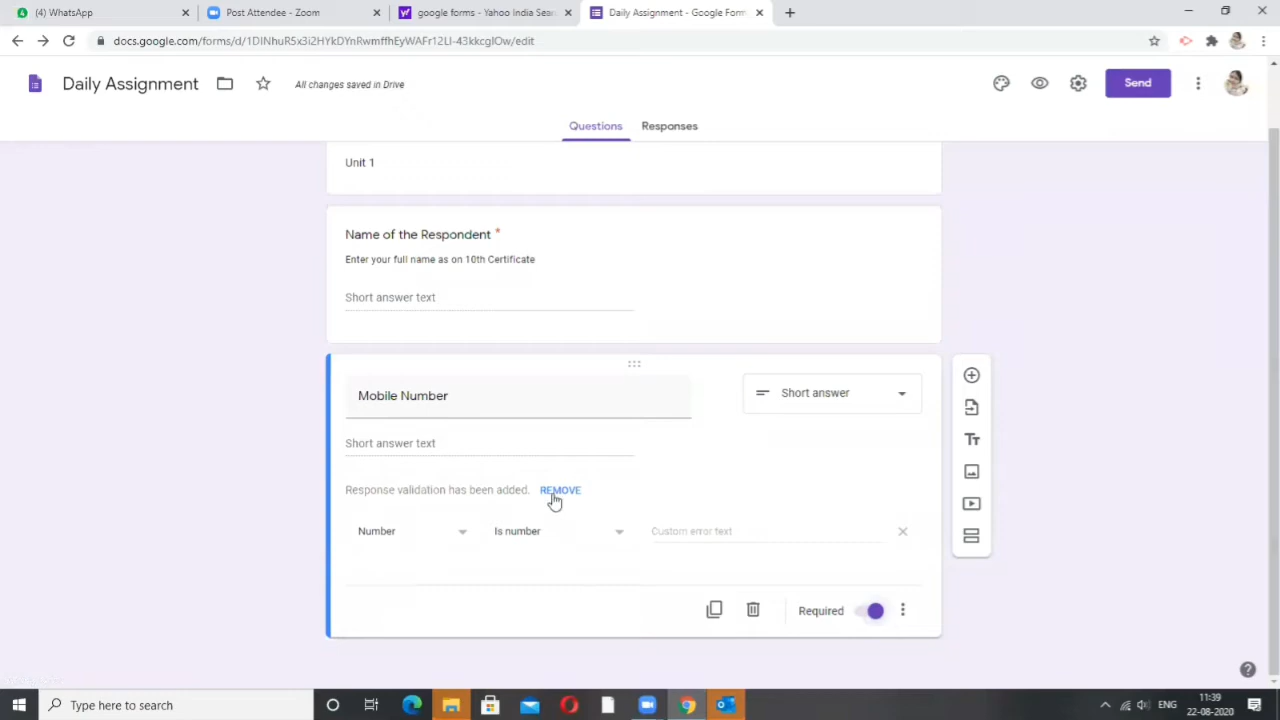 (4) WhatsApp
Post Attendee - Zoom
google forms - Yahoo India Sear
Daily Assignment - Google Form
docs.google.com/forms/d/1DlNhuR5x3i2HYkDYnRwmffhEyWAFr12LI-43kkcglOw/edit
Daily Assignment
All changes saved in Drive
Send
Questions
Responses
Unit 1
Name of the Respondent *
Enter your full name as on 10th Certificate
Short answer text
Mobile Number
Short answer
Short answer text
Response validation has been added. REMOVE
Number
Is number
Custom error text
Required
Type here to search
ENG
11:39
22-08-2020